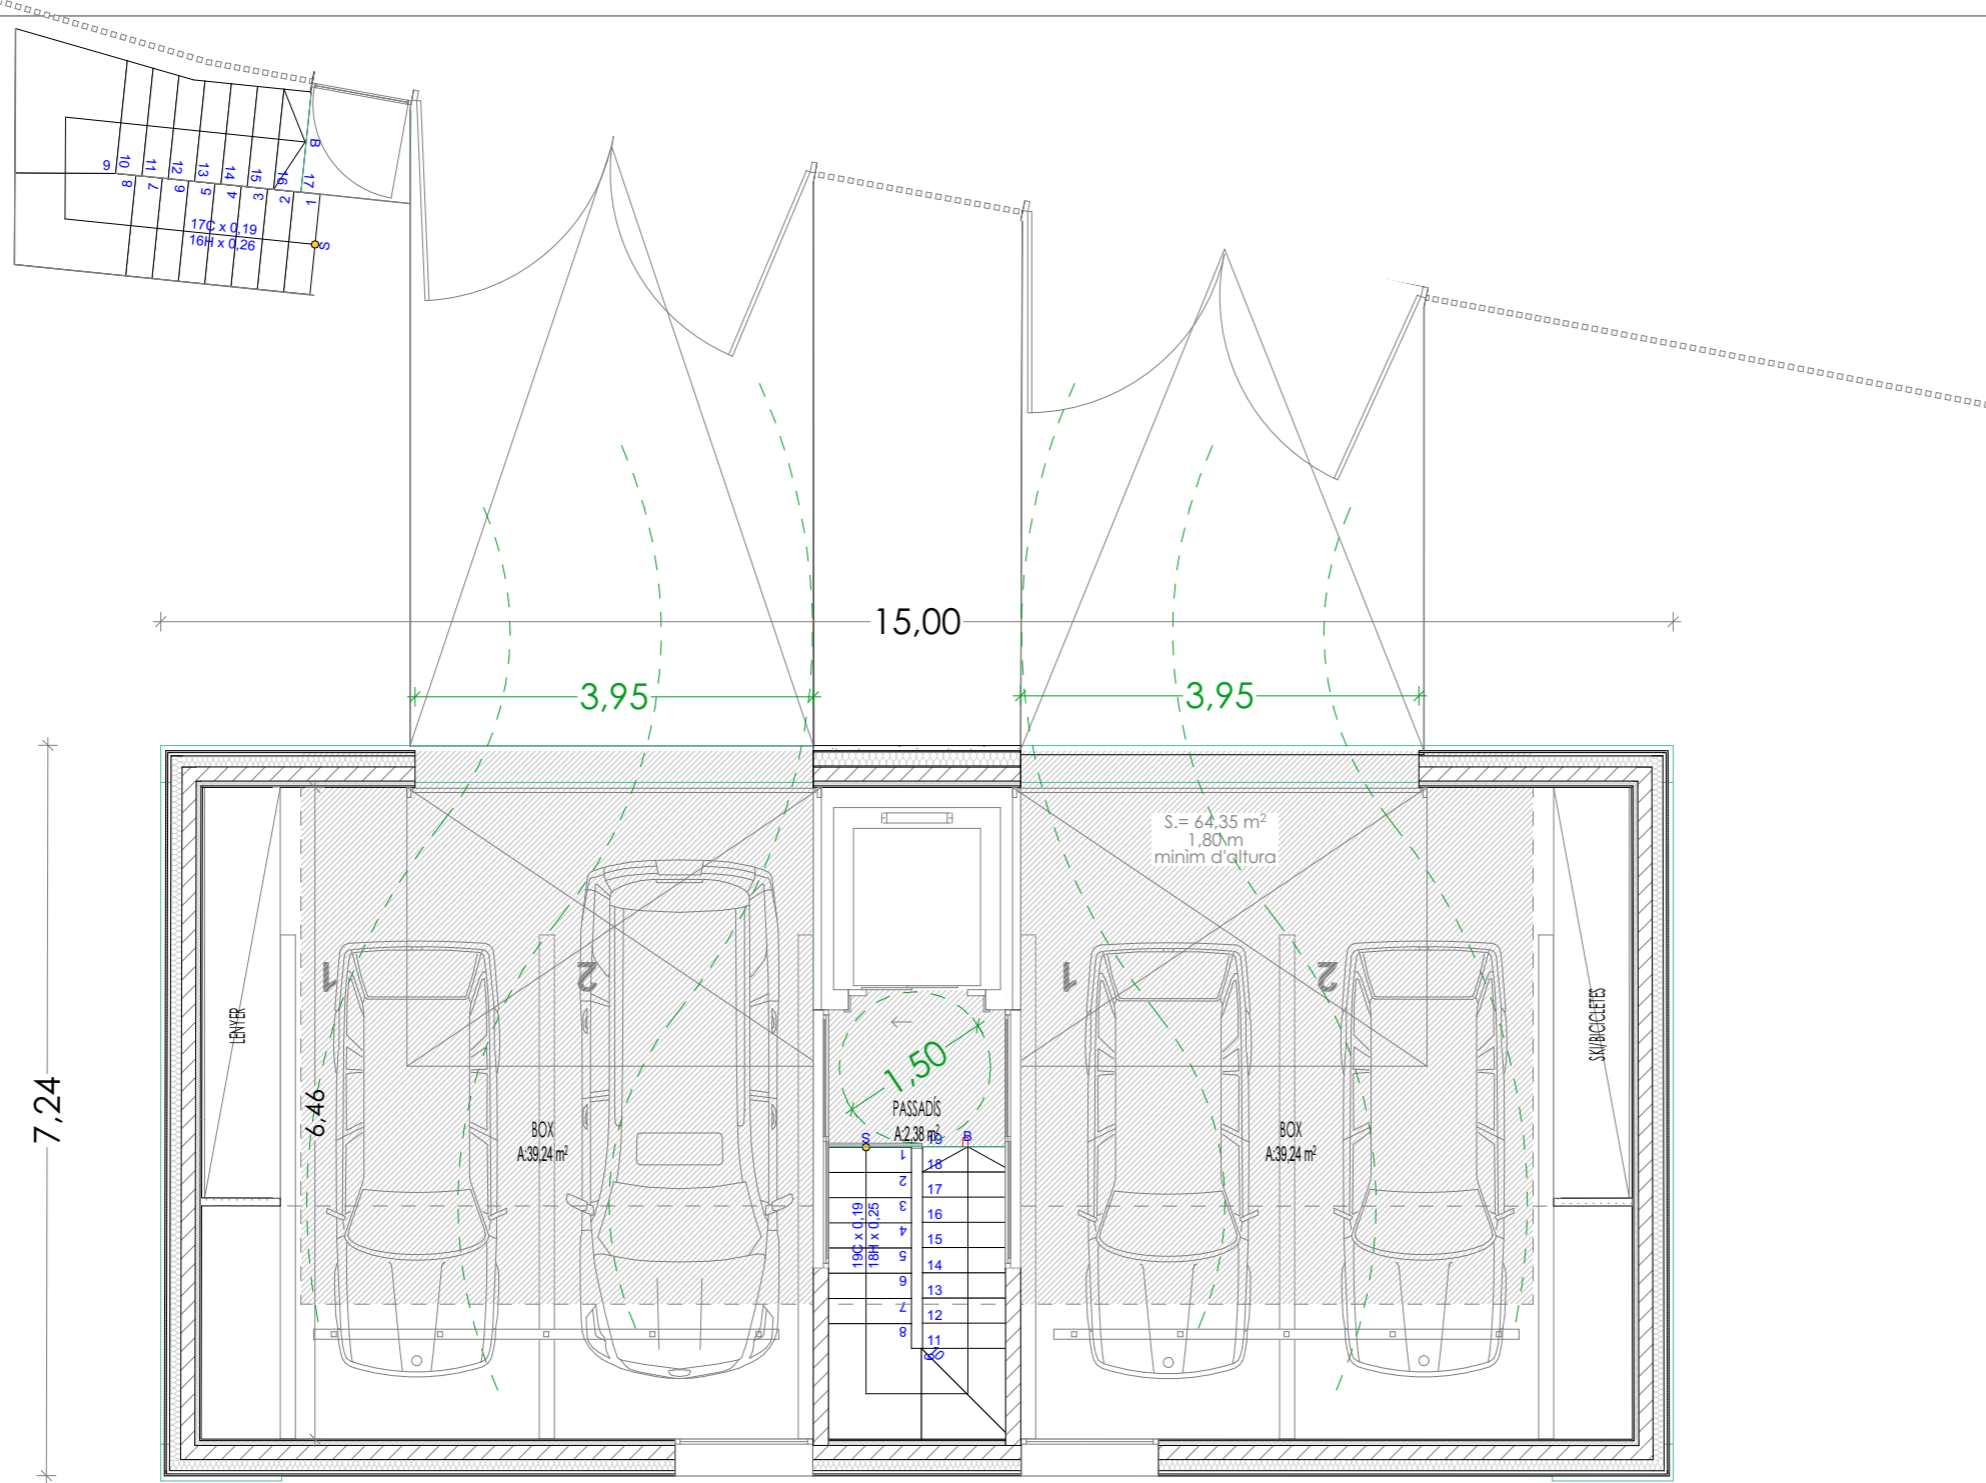 B
10
11
12
13
14
15
16
17
9
8
7
6
5
4
3
2
1
17C x 0,19
16H x 0,26
S
15,00
3,95
3,95
S.= 64,35 m²
1,80 m
minim d'altura
1
2
1
2
LENYER
SKI/BICICLETES
7,24
6,46
1,50
PASSADÍS
A:2,38 m²
BOX
A:39,24 m²
BOX
A:39,24 m²
S
19
B
1
18
2
17
3
16
4
15
5
14
6
13
7
12
8
11
10
9
19C x 0,19
18H x 0,25